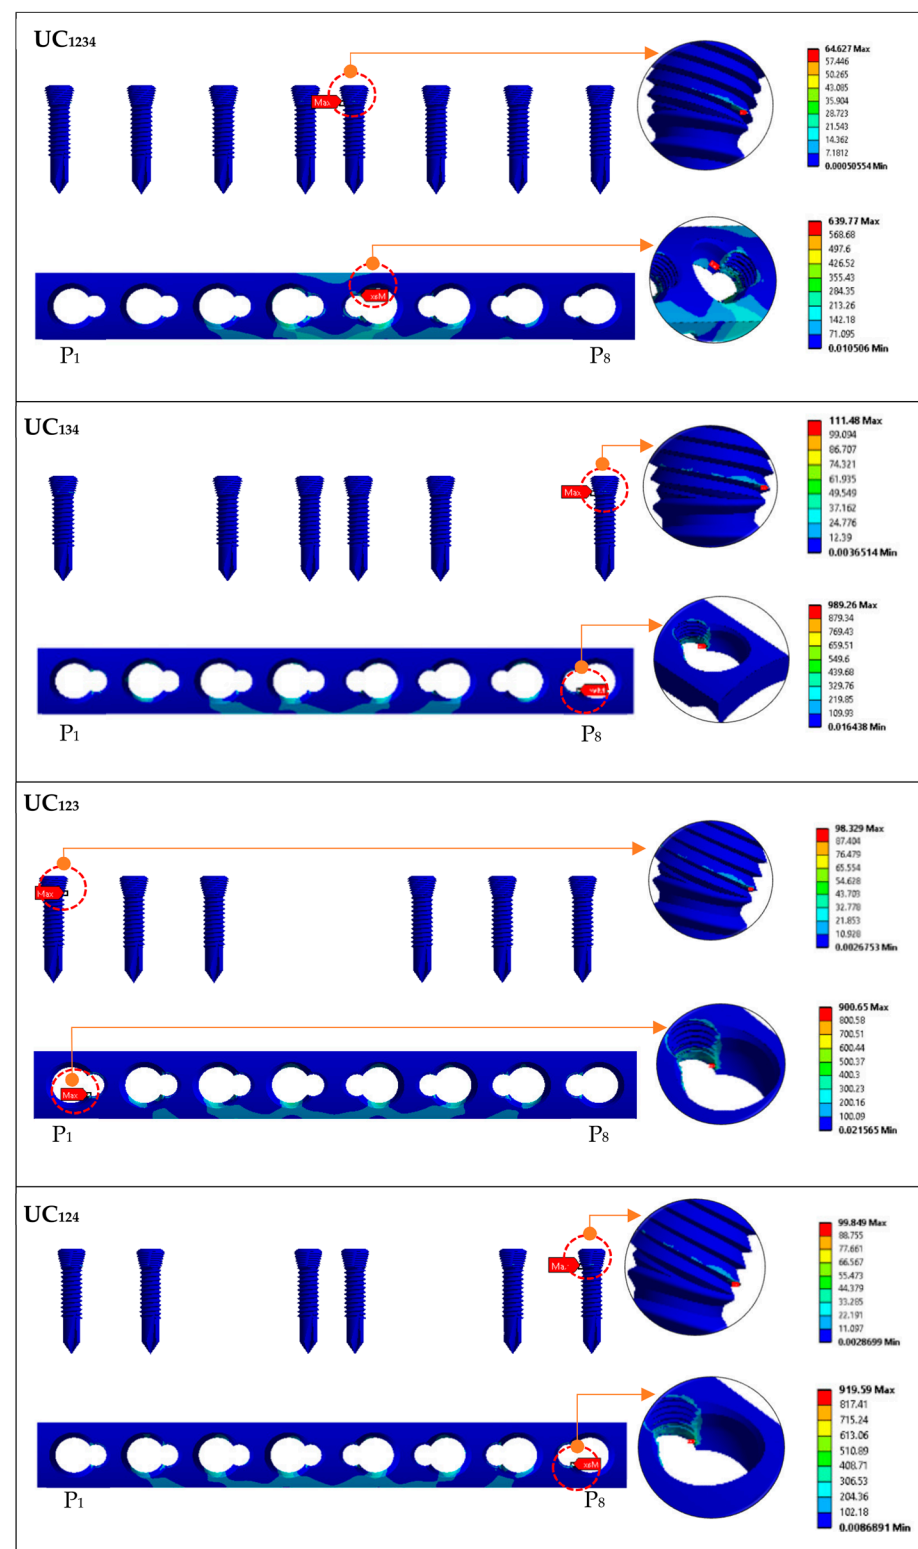 UC1234
Max
64.627 Max
57.446
50.265
43.085
35.904
28.723
21.543
14.362
7.1812
0.00050554 Min
Max
639.77 Max
568.68
497.6
426.52
355.43
284.35
213.26
142.18
71.095
0.010506 Min
P1
P8
UC134
Max
111.48 Max
99.094
86.707
74.321
61.935
49.549
37.162
24.776
12.39
0.0036514 Min
989.26 Max
879.34
769.43
659.51
549.6
439.68
329.76
219.85
109.93
0.016438 Min
P1
P8
UC123
Max
98.329 Max
87.404
76.479
65.554
54.628
43.703
32.778
21.853
10.928
0.0026753 Min
Max
900.65 Max
800.58
700.51
600.44
500.37
400.3
300.23
200.16
100.09
0.021565 Min
P1
P8
UC124
Ma
99.849 Max
88.755
77.661
66.567
55.473
44.379
33.285
22.191
11.097
0.0028699 Min
Max
919.59 Max
817.41
715.24
613.06
510.89
408.71
306.53
204.36
102.18
0.0086891 Min
P1
P8